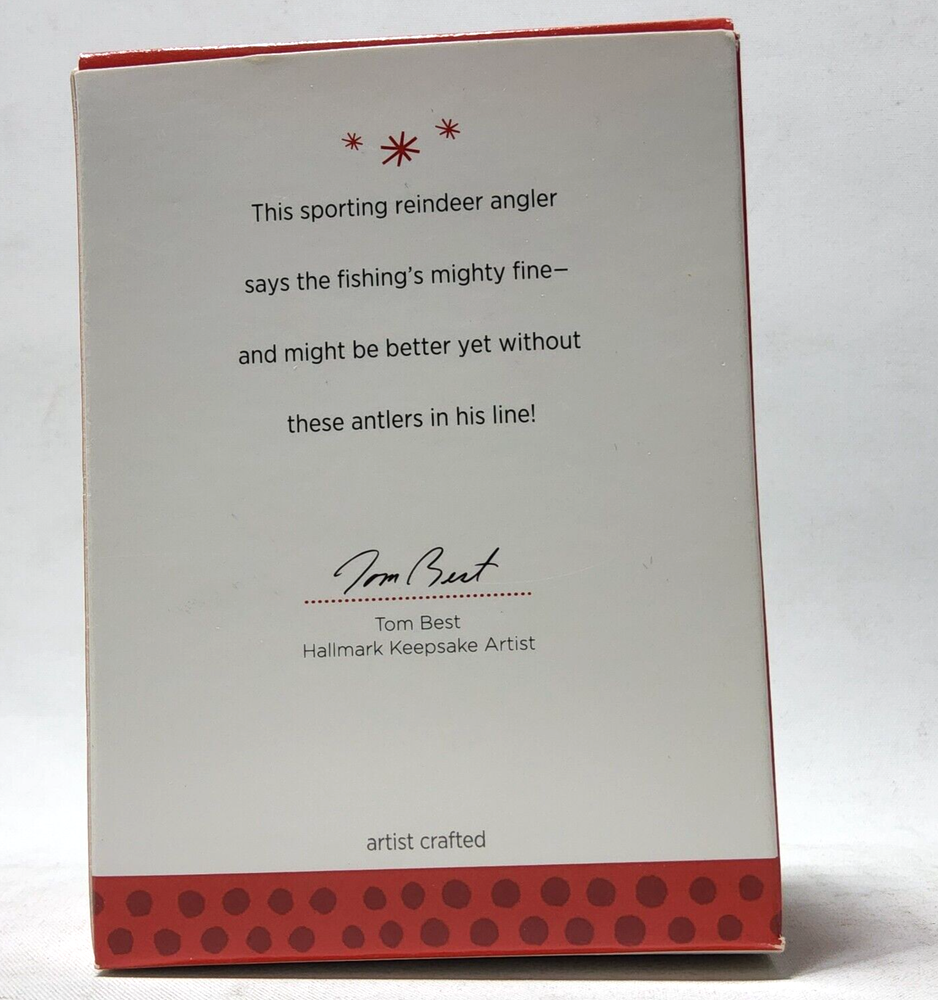 This sporting reindeer angler
says the fishing's mighty fine–
and might be better yet without
these antlers in his line!
Tom Best
Tom Best
Hallmark Keepsake Artist
artist crafted